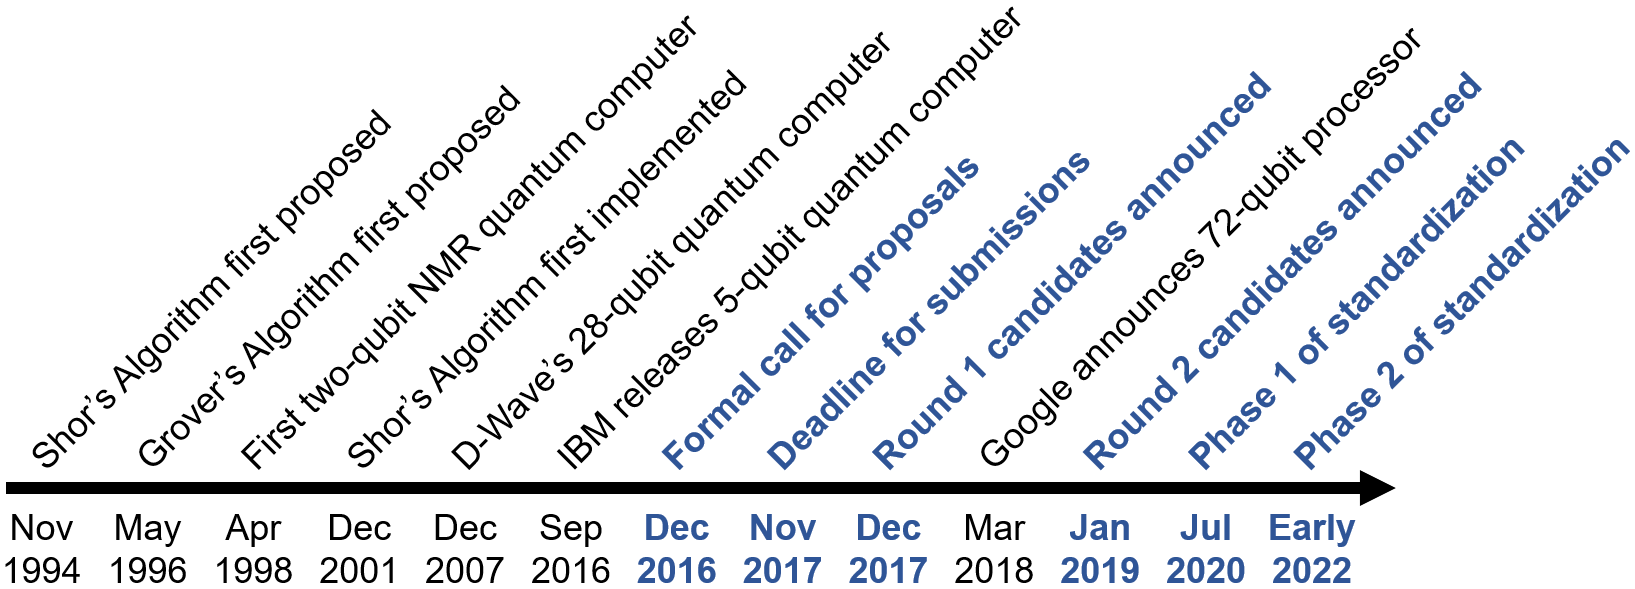 Shor’s Algorithm first proposed
Grover’s Algorithm first proposed
First two-qubit NMR quantum computer
Shor’s Algorithm first implemented
D-Wave’s 28-qubit quantum computer
IBM releases 5-qubit quantum computer
Formal call for proposals
Deadline for submissions
Round 1 candidates announced
Google announces 72-qubit processor
Round 2 candidates announced
Phase 1 of standardization
Phase 2 of standardization
Nov May Apr Dec Dec Sep Dec Nov Dec Mar Jan Jul Early
1994 1996 1998 2001 2007 2016 2016 2017 2017 2018 2019 2020 2022